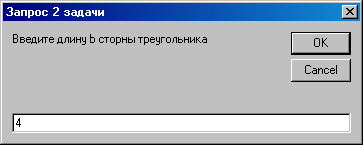 Запрос 2 задачи
Введите длину b сторны треугольника
OK
Cancel
4